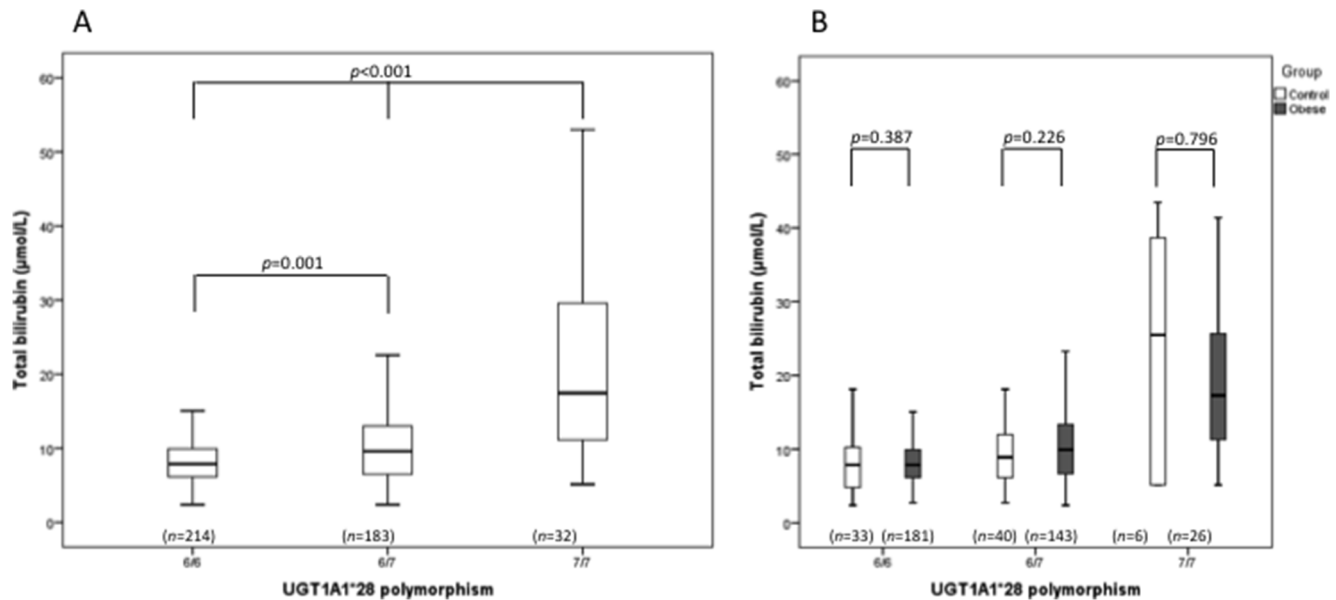 A
p<0.001
p=0.001
Total bilirubin (µmol/L)
60
50
40
30
20
10
0
(n=214) (n=183) (n=32)
6/6 6/7 7/7
UGT1A1*28 polymorphism
B
Group
Control
Obese
p=0.387 p=0.226 p=0.796
Total bilirubin (µmol/L)
60
50
40
30
20
10
0
(n=33) (n=181) (n=40) (n=143) (n=6) (n=26)
6/6 6/7 7/7
UGT1A1*28 polymorphism